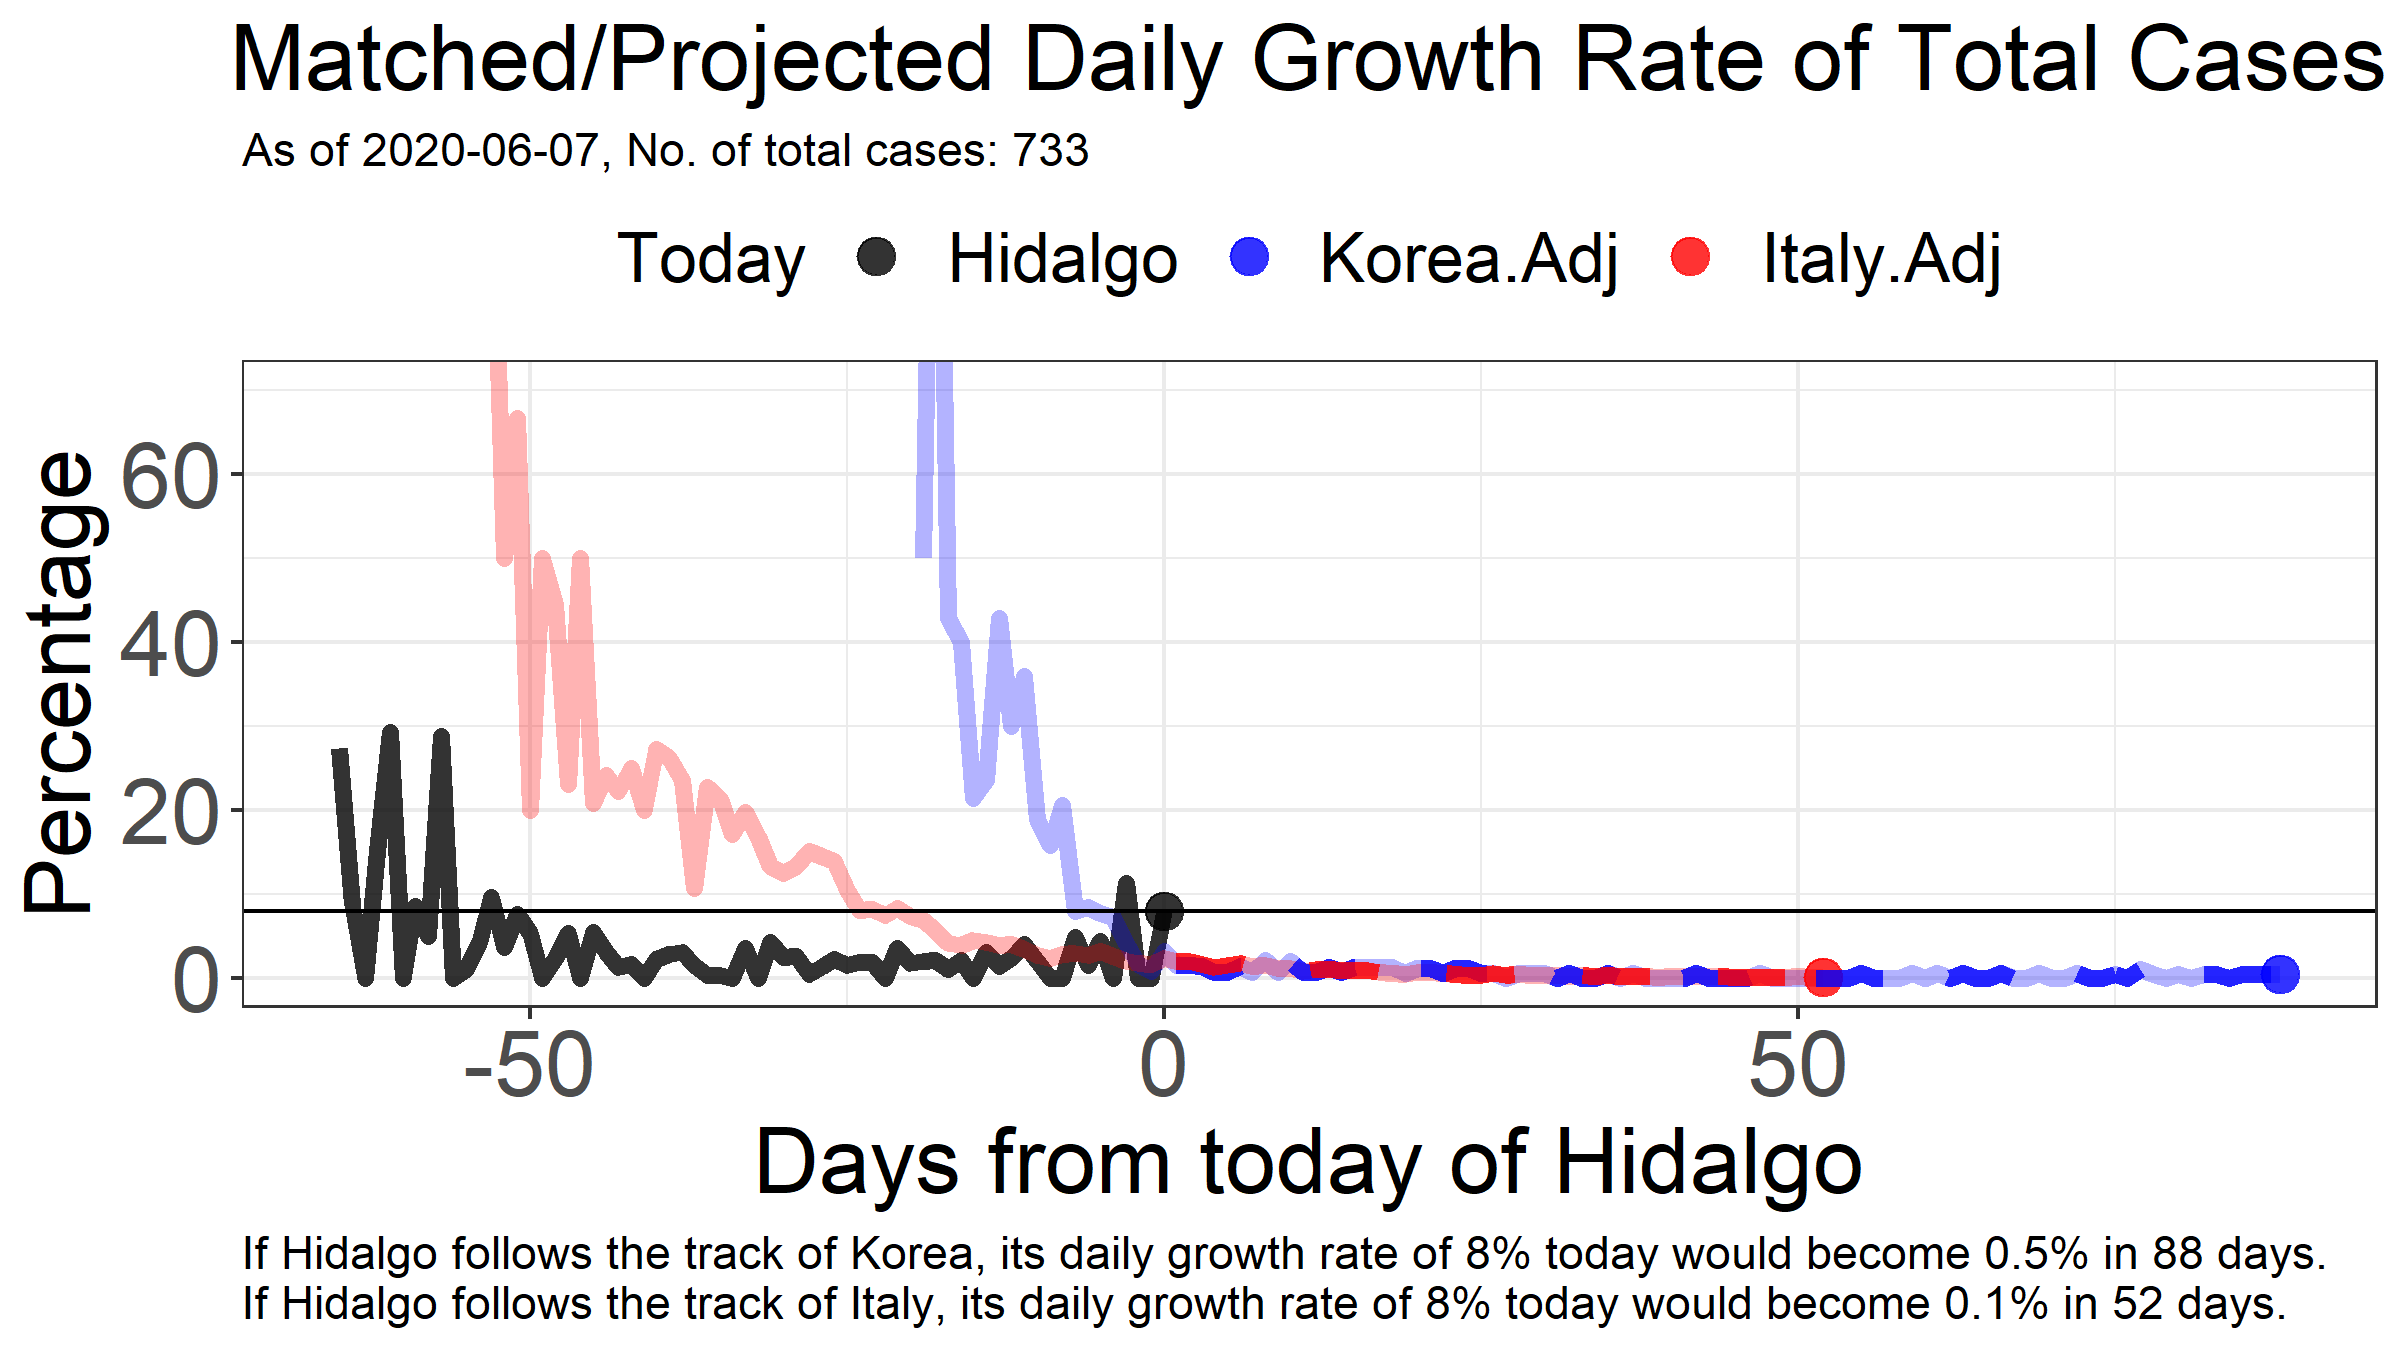 Matched/Projected Daily Growth Rate of Total Cases
As of 2020-06-07, No. of total cases: 733
Today Hidalgo Korea.Adj Italy.Adj
Percentage
60
40
20
0
-50 0 50
Days from today of Hidalgo
If Hidalgo follows the track of Korea, its daily growth rate of 8% today would become 0.5% in 88 days.
If Hidalgo follows the track of Italy, its daily growth rate of 8% today would become 0.1% in 52 days.